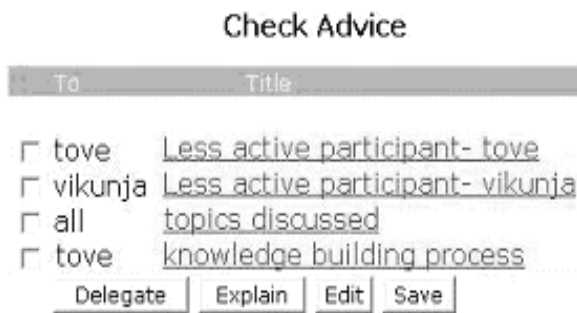 Check Advice
To Title
tove Less active participant- tove
vikunja Less active participant- vikunja
all topics discussed
tove knowledge building process
Delegate Explain Edit Save